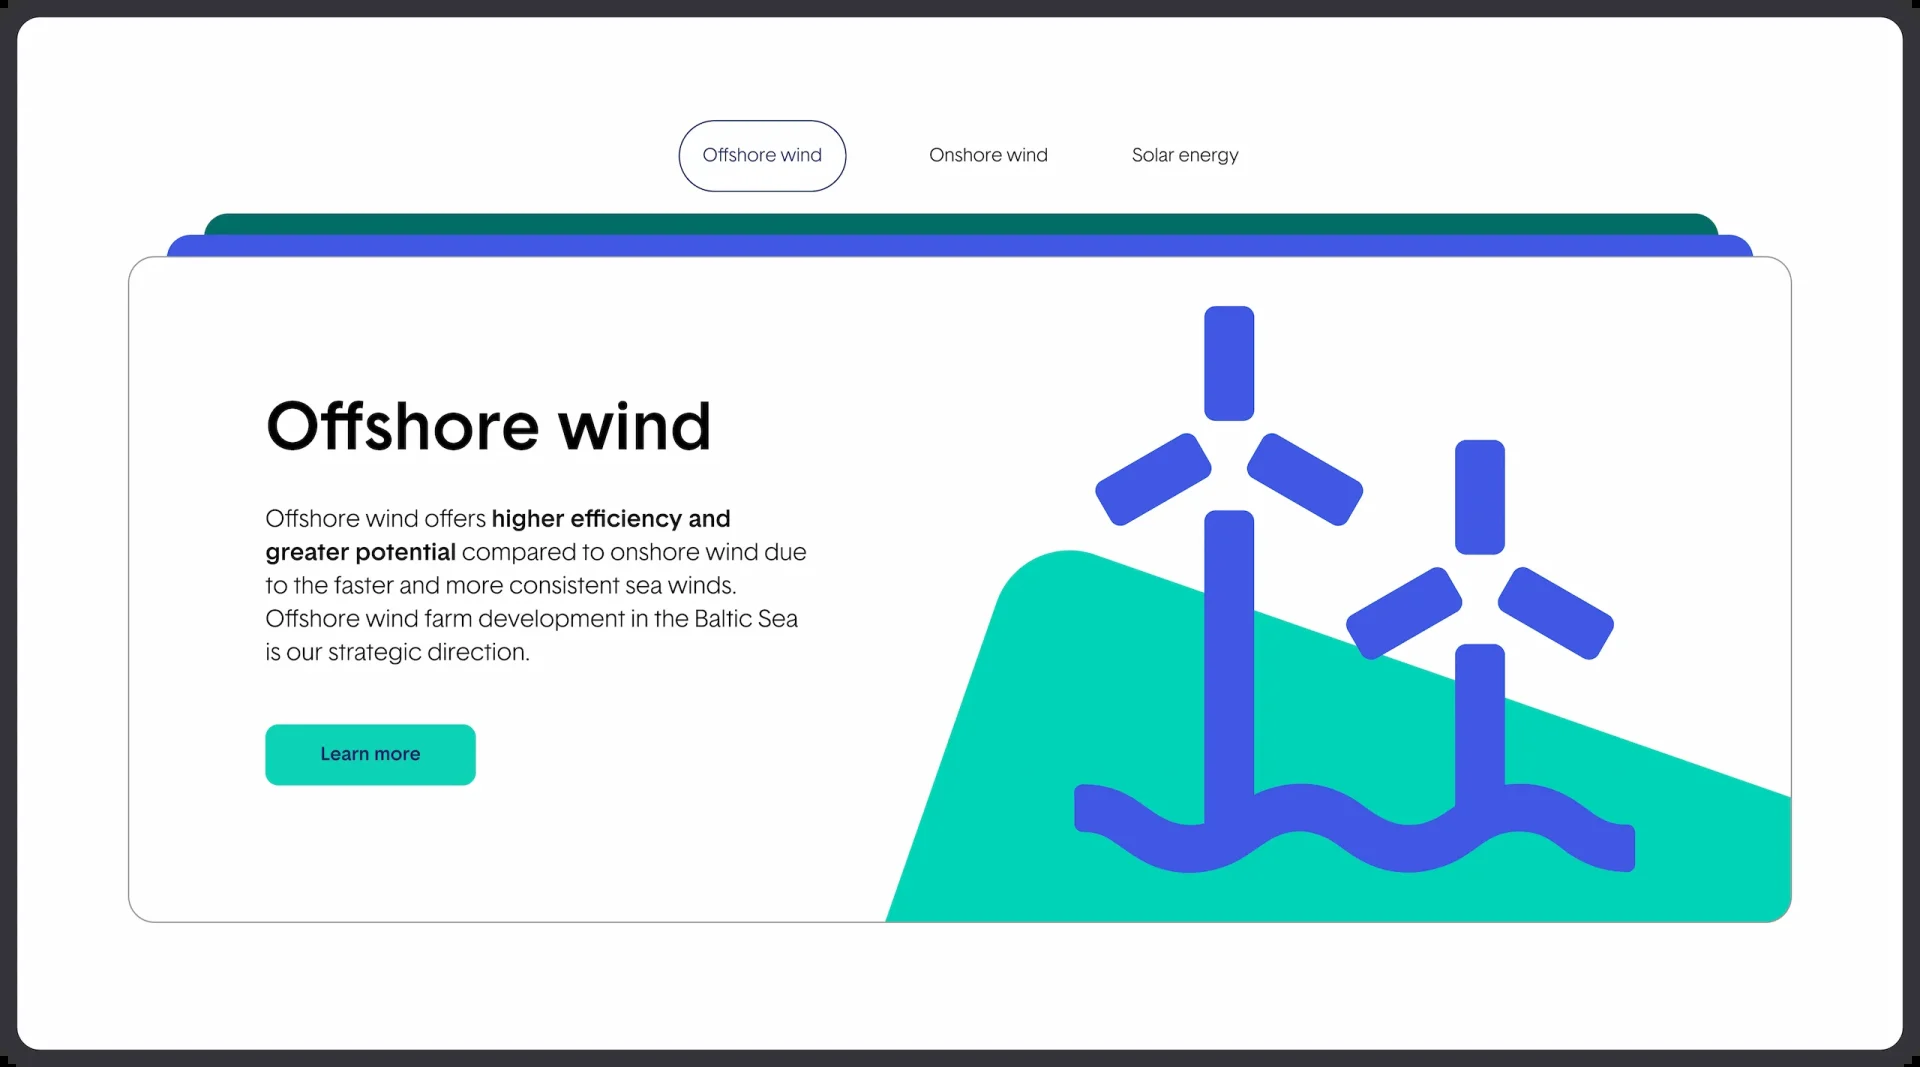 Offshore wind
Onshore wind
Solar energy
Offshore wind
Offshore wind offers higher efficiency and
greater potential compared to onshore wind due
to the faster and more consistent sea winds.
Offshore wind farm development in the Baltic Sea
is our strategic direction.
Learn more